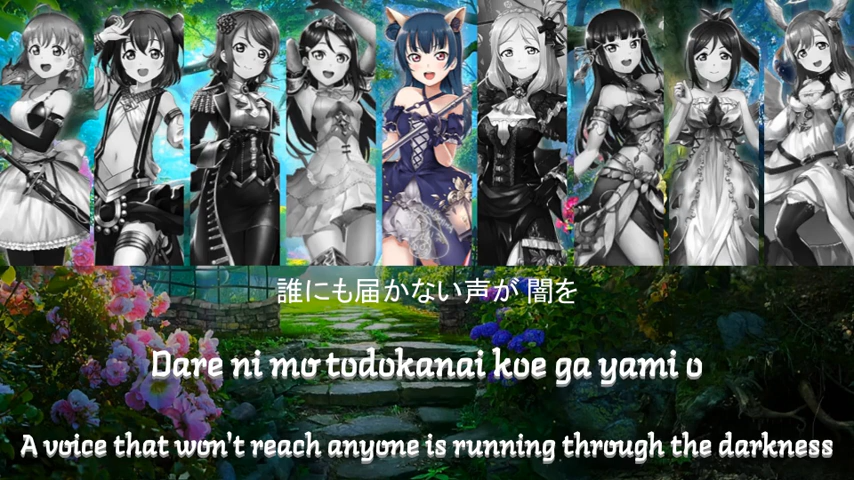 誰にも届かない声が 闇を
Dare ni mo todokanai koe ga yami o
A voice that won't reach anyone is running through the darkness